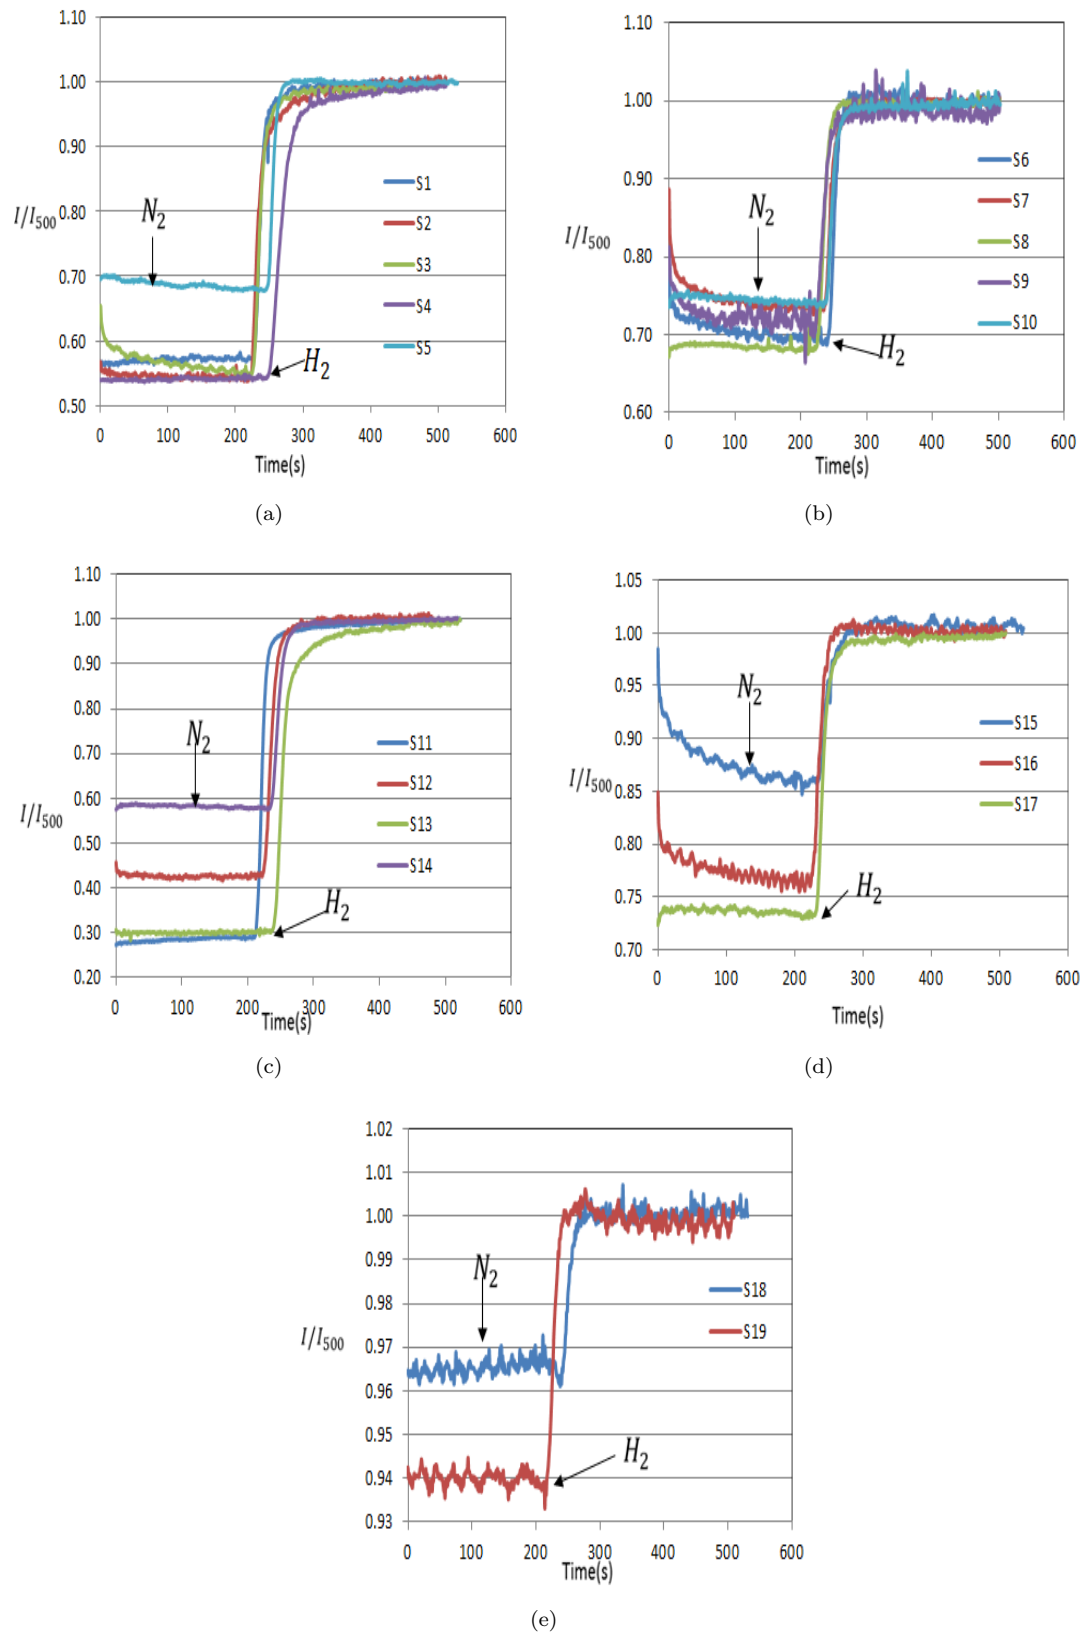 1.10
1.00
0.90
0.80
0.70
0.60
0.50
I/I500
N2
H2
S1
S2
S3
S4
S5
0 100 200 300 400 500 600
Time(s)
(a)
1.10
1.00
0.90
0.80
0.70
0.60
I/I500
N2
H2
S6
S7
S8
S9
S10
0 100 200 300 400 500 600
Time(s)
(b)
1.10
1.00
0.90
0.80
0.70
0.60
0.50
0.40
0.30
0.20
I/I500
N2
H2
S11
S12
S13
S14
0 100 200 300 400 500 600
Time(s)
(c)
1.05
1.00
0.95
0.90
0.85
0.80
0.75
0.70
I/I500
N2
H2
S15
S16
S17
0 100 200 300 400 500 600
Time(s)
(d)
1.02
1.01
1.00
0.99
0.98
0.97
0.96
0.95
0.94
0.93
I/I500
N2
H2
S18
S19
0 100 200 300 400 500 600
Time(s)
(e)